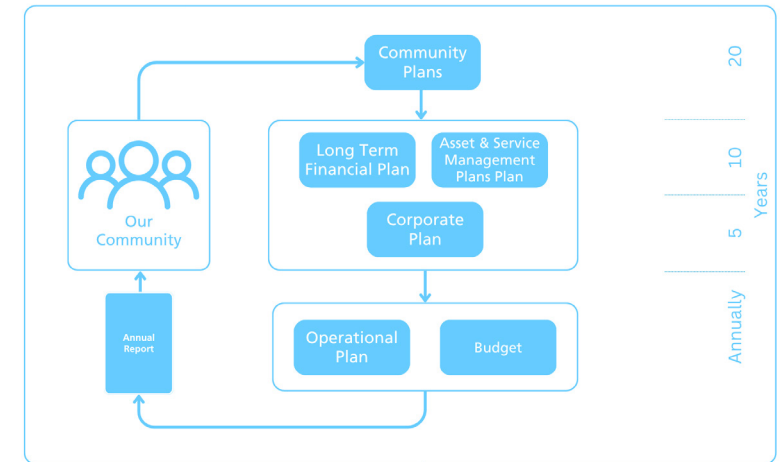 Community
Plans
20
Long Term
Financial Plan
Asset & Service
Management
Plans Plan
10
Years
Our
Community
Corporate
Plan
5
Annual
Report
Operational
Plan
Budget
Annually